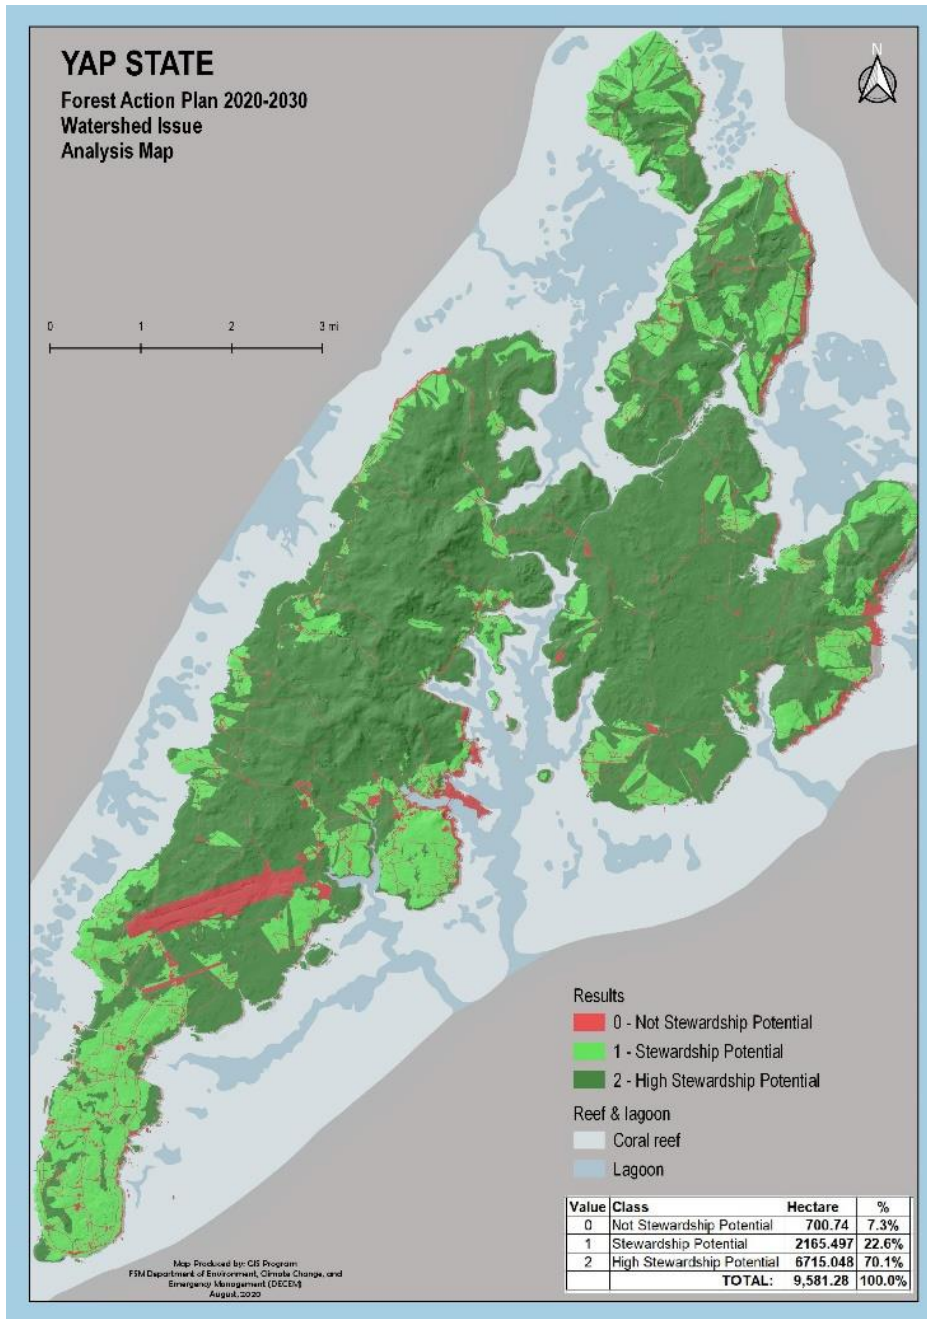 YAP STATE
Forest Action Plan 2020-2030
Watershed Issue
Analysis Map
N
0 1 2 3 mi
Results
0 - Not Stewardship Potential
1 - Stewardship Potential
2 - High Stewardship Potential
Reef & lagoon
Coral reef
Lagoon
Value Class Hectare %
0 Not Stewardship Potential 700.74 7.3%
1 Stewardship Potential 2165.497 22.6%
2 High Stewardship Potential 6715.048 70.1%
TOTAL: 9,581.28 100.0%
Map Produced by: GIS Program
FSM Department of Environment, Climate Change, and
Emergency Management (DECEM)
August, 2020